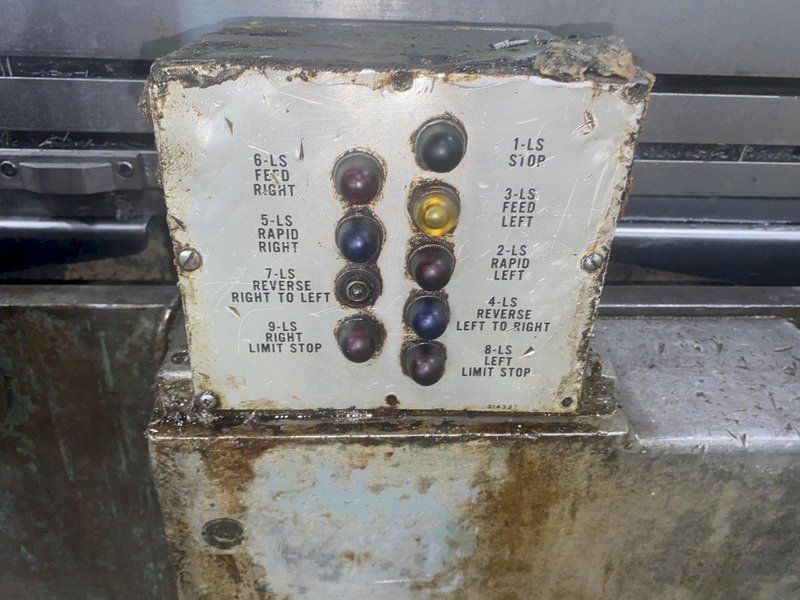 6-LS
FEED
RIGHT
5-LS
RAPID
RIGHT
7-LS
REVERSE
RIGHT TO LEFT
9-LS
RIGHT
LIMIT STOP
1-LS
STOP
3-LS
FEED
LEFT
2-LS
RAPID
LEFT
4-LS
REVERSE
LEFT TO RIGHT
8-LS
LEFT
LIMIT STOP